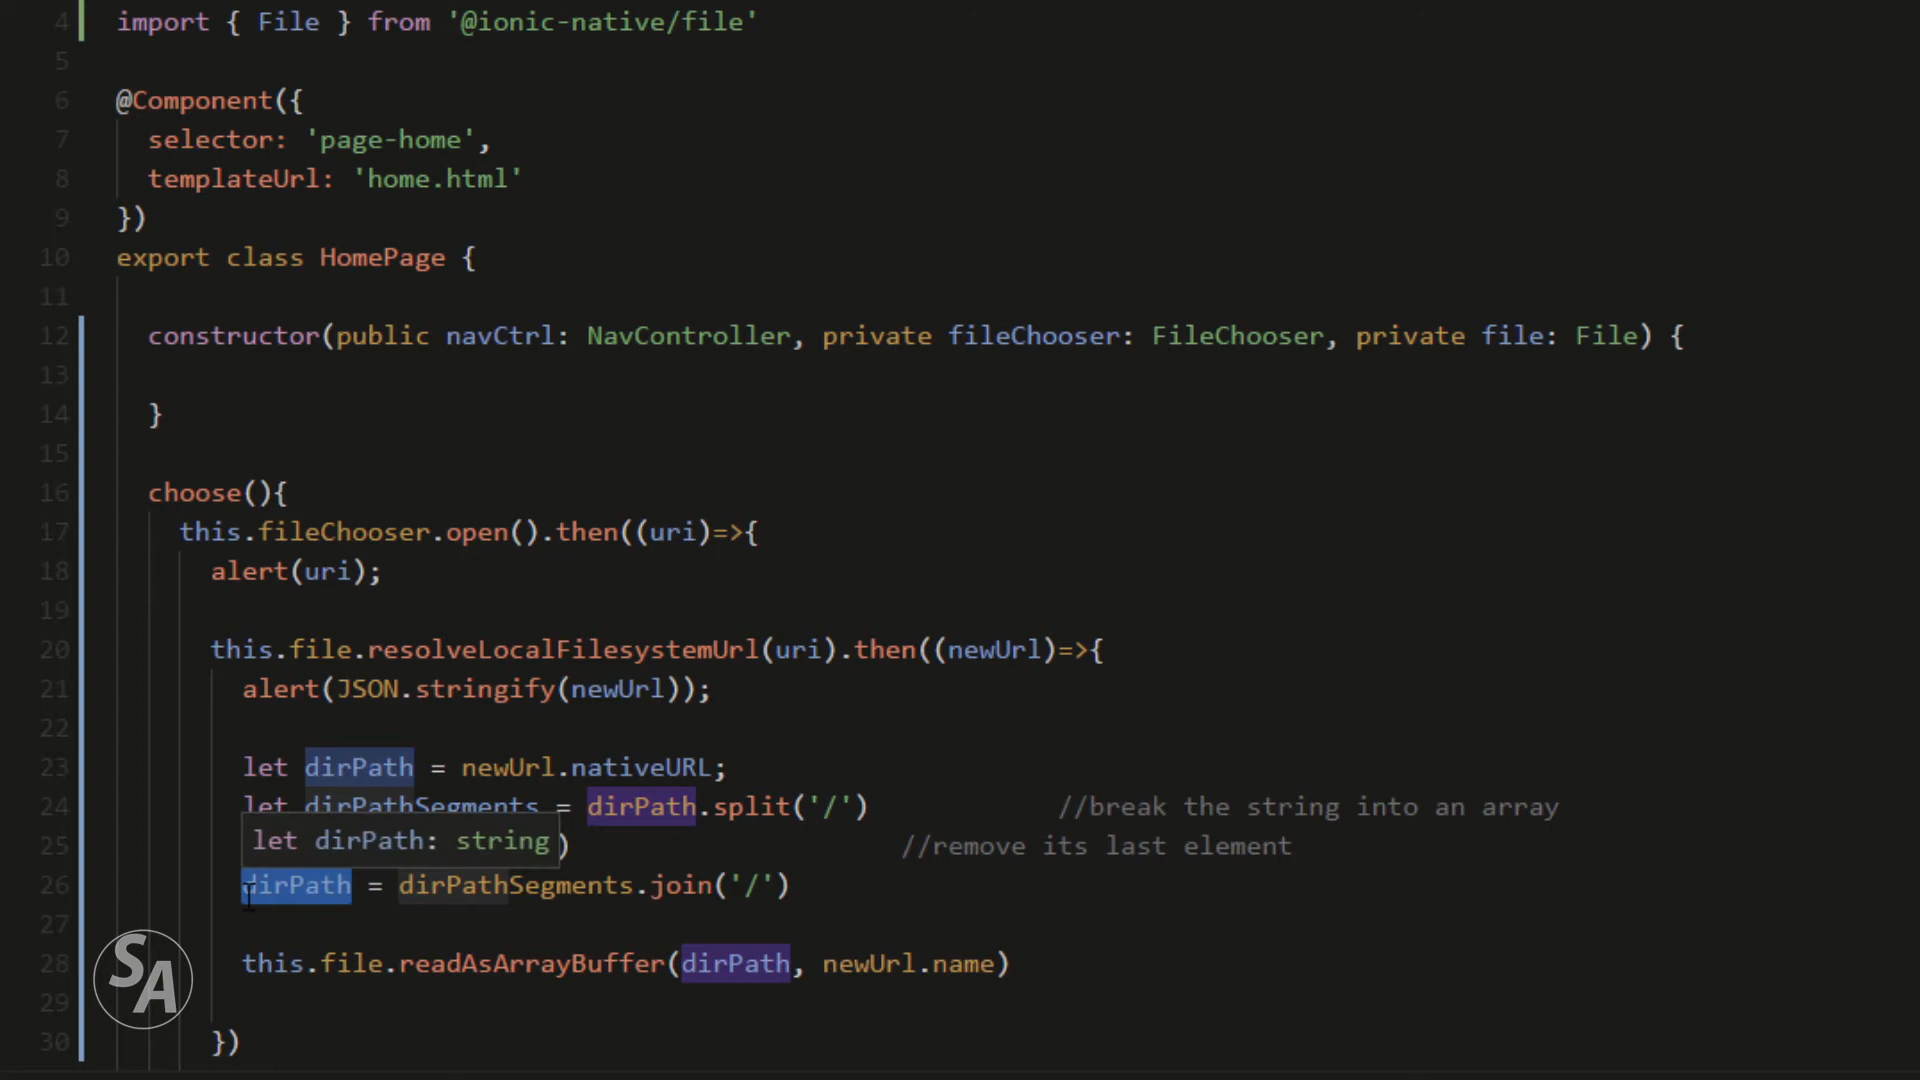 4 import { File } from '@ionic-native/file'
5
6 @Component({
7 selector: 'page-home',
8 templateUrl: 'home.html'
9 })
10 export class HomePage {
11
12 constructor(public navCtrl: NavController, private fileChooser: FileChooser, private file: File) {
13
14 }
15
16 choose(){
17 this.fileChooser.open().then((uri)=>{
18 alert(uri);
19
20 this.file.resolveLocalFilesystemUrl(uri).then((newUrl)=>{
21 alert(JSON.stringify(newUrl));
22
23 let dirPath = newUrl.nativeURL;
24 let dirPathSegments = dirPath.split('/') //break the string into an array
let dirPath: string
25 ) //remove its last element
26 dirPath = dirPathSegments.join('/')
27
28 this.file.readAsArrayBuffer(dirPath, newUrl.name)
29
30 })
SA